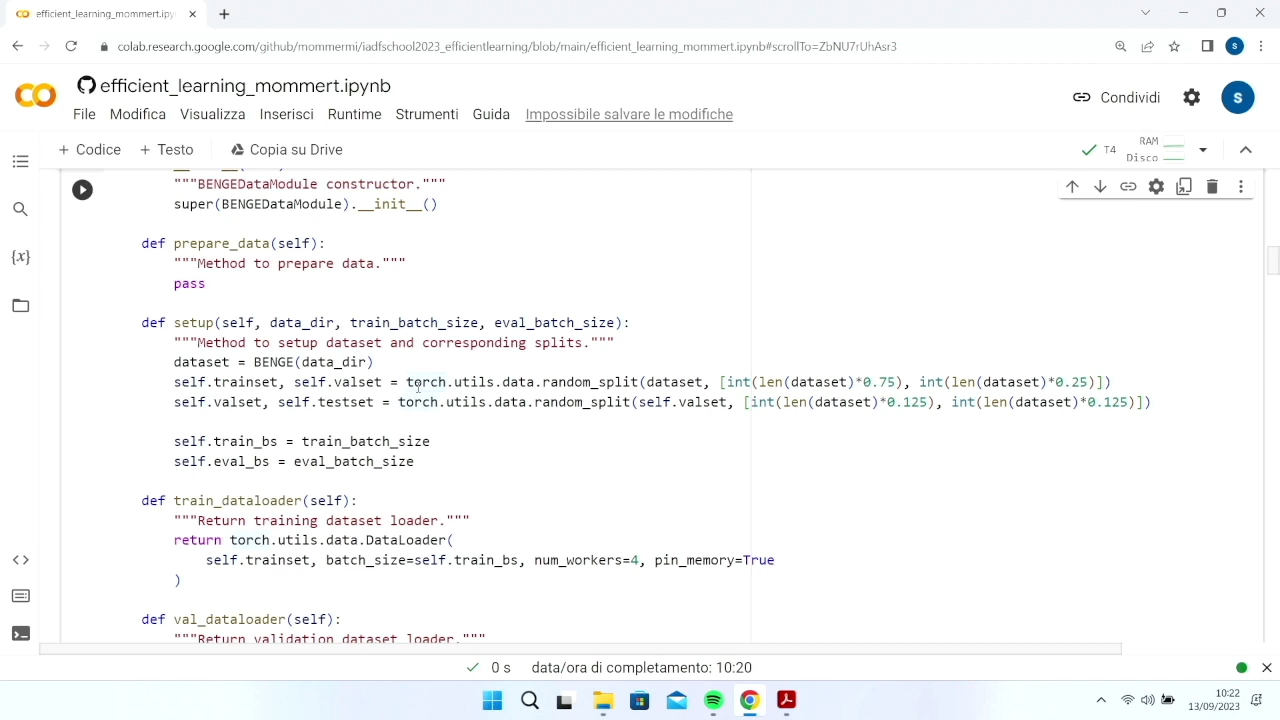 efficient_learning_mommert.ipy
colab.research.google.com/github/mommermi/iadfschool2023_efficientlearning/blob/main/efficient_learning_mommert.ipynb#scrollTo=ZbNU7rUhAsr3
efficient_learning_mommert.ipynb
File Modifica Visualizza Inserisci Runtime Strumenti Guida Impossibile salvare le modifiche
Condividi
S
+ Codice + Testo Copia su Drive
T4 RAM
Disco
"""BENGEDataModule constructor."""
super(BENGEDataModule).__init__()
def prepare_data(self):
"""Method to prepare data."""
pass
def setup(self, data_dir, train_batch_size, eval_batch_size):
"""Method to setup dataset and corresponding splits."""
dataset = BENGE(data_dir)
self.trainset, self.valset = torch.utils.data.random_split(dataset, [int(len(dataset)*0.75), int(len(dataset)*0.25)])
self.valset, self.testset = torch.utils.data.random_split(self.valset, [int(len(dataset)*0.125), int(len(dataset)*0.125)])
self.train_bs = train_batch_size
self.eval_bs = eval_batch_size
def train_dataloader(self):
"""Return training dataset loader."""
return torch.utils.data.DataLoader(
self.trainset, batch_size=self.train_bs, num_workers=4, pin_memory=True
)
def val_dataloader(self):
"""Return validation dataset loader."""
0 s data/ora di completamento: 10:20
10:22
13/09/2023